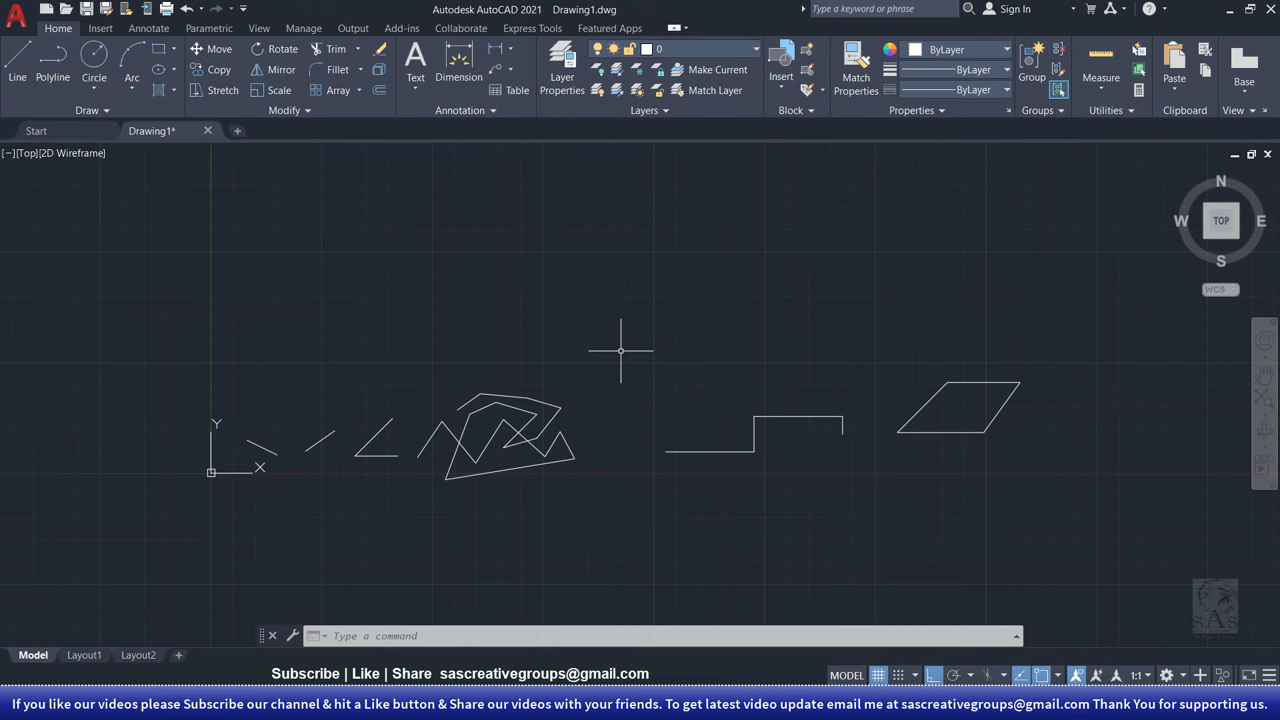 Autodesk AutoCAD 2021 Drawing1.dwg
Type a keyword or phrase
Sign In
Home Insert Annotate Parametric View Manage Output Add-ins Collaborate Express Tools Featured Apps
Line
Polyline
Circle
Arc
Move
Rotate
Trim
Copy
Mirror
Fillet
Stretch
Scale
Array
Text
Dimension
Table
Layer
Properties
0
Make Current
Match Layer
Insert
Match
Properties
ByLayer
ByLayer
ByLayer
Group
Measure
Paste
Base
Draw
Modify
Annotation
Layers
Block
Properties
Groups
Utilities
Clipboard
View
Start
Drawing1*
[−][Top][2D Wireframe]
N
W
TOP
E
S
WCS
Y
X
sAs
Type a command
Model
Layout1
Layout2
MODEL
1:1
Subscribe | Like | Share sascreativegroups@gmail.com
If you like our videos please Subscribe our channel & hit a Like button & Share our videos with your friends. To get latest video update email me at sascreativegroups@gmail.com Thank You for supporting us.